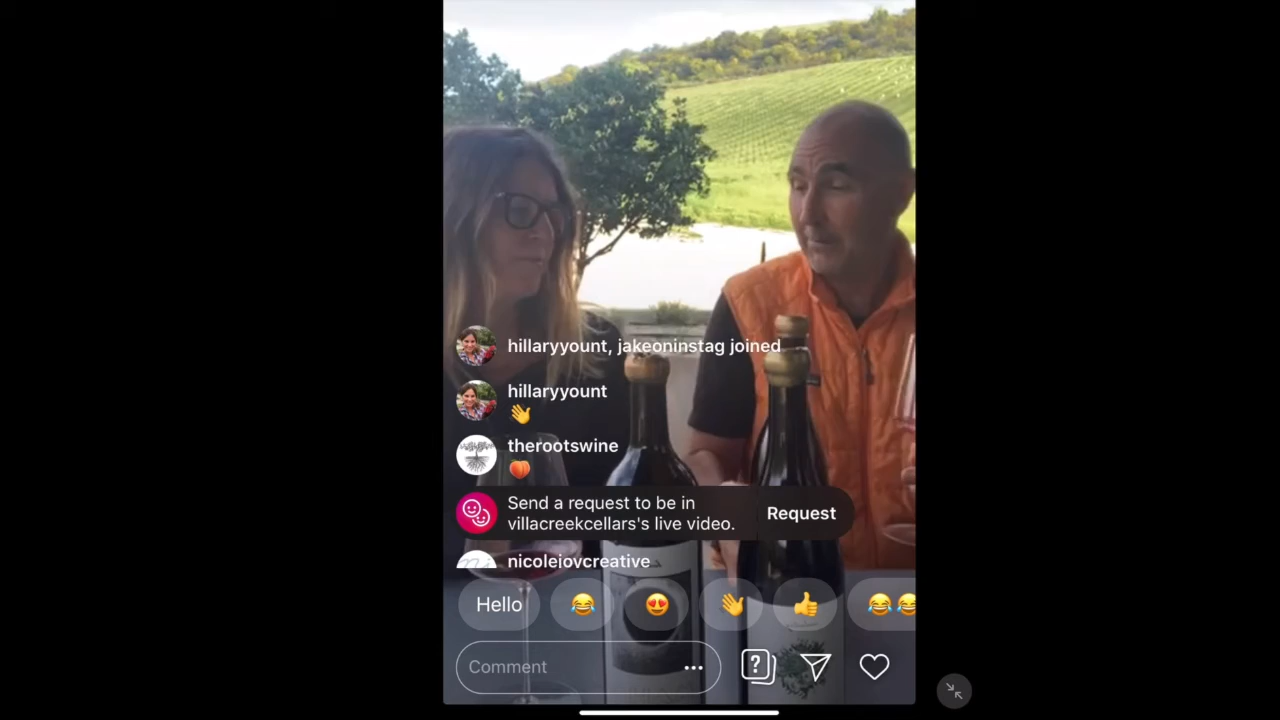 hillaryyount, jakeoninstag joined
hillaryyount
👋
therootswine
🍑
Send a request to be in
villacreekcellars's live video.
Request
nicoleiovcreative
Hello 😂 😍 👋 👍 😂😂
Comment